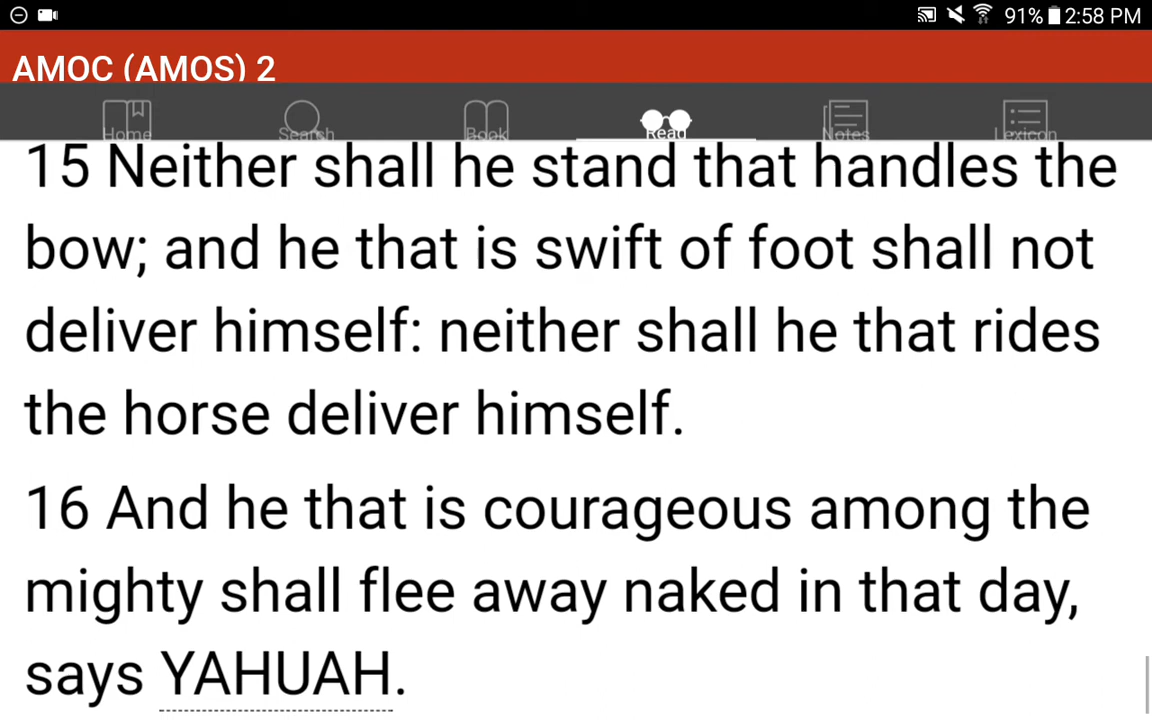 91% 2:58 PM
AMOC (AMOS) 2
Home Search Book Read Notes Lexicon
15 Neither shall he stand that handles the
bow; and he that is swift of foot shall not
deliver himself: neither shall he that rides
the horse deliver himself.
16 And he that is courageous among the
mighty shall flee away naked in that day,
says YAHUAH.